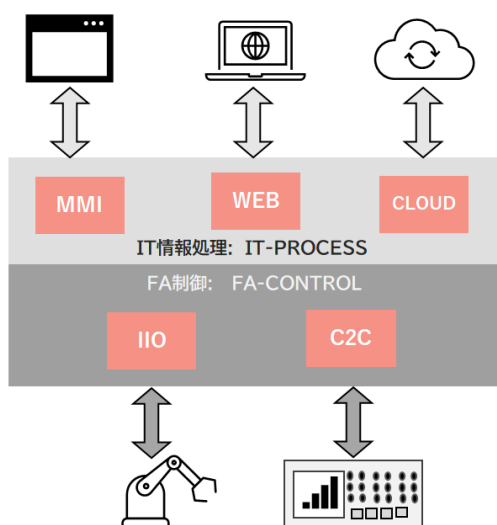 MMI
WEB
CLOUD
IT情報処理: IT-PROCESS
FA制御: FA-CONTROL
IIO
C2C